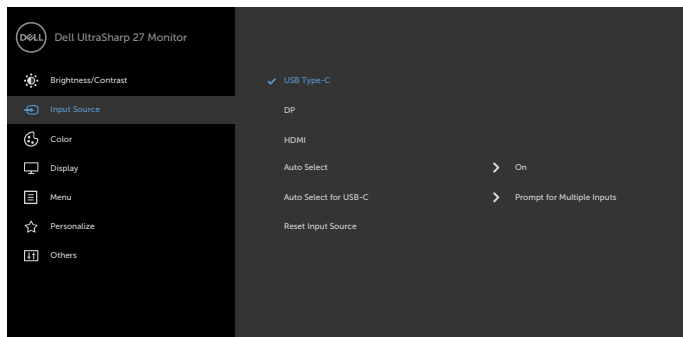 DELL Dell UltraSharp 27 Monitor
Brightness/Contrast
USB Type-C
Input Source
DP
Color
HDMI
Display
Auto Select
On
Menu
Auto Select for USB-C
Prompt for Multiple Inputs
Personalize
Reset Input Source
Others